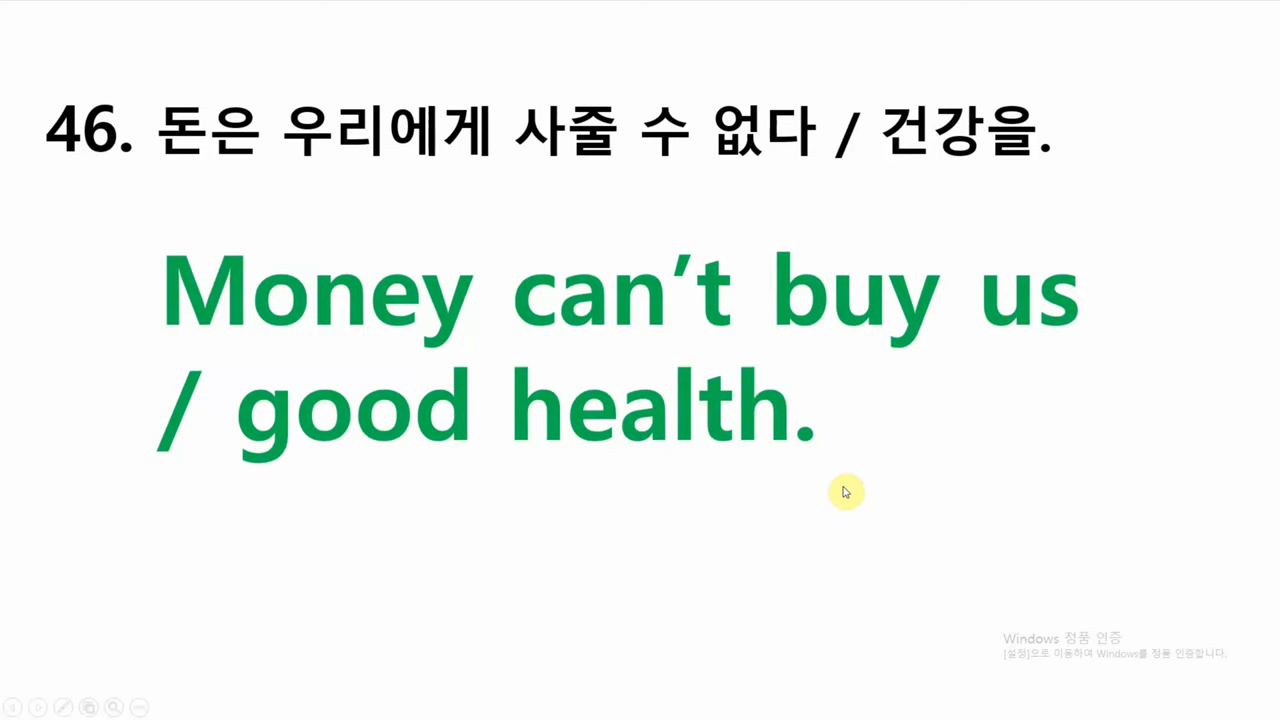 46. 돈은 우리에게 사줄 수 없다 / 건강을.
Money can’t buy us
/ good health.
Windows 정품 인증
[설정]으로 이동하여 Windows를 정품 인증합니다.